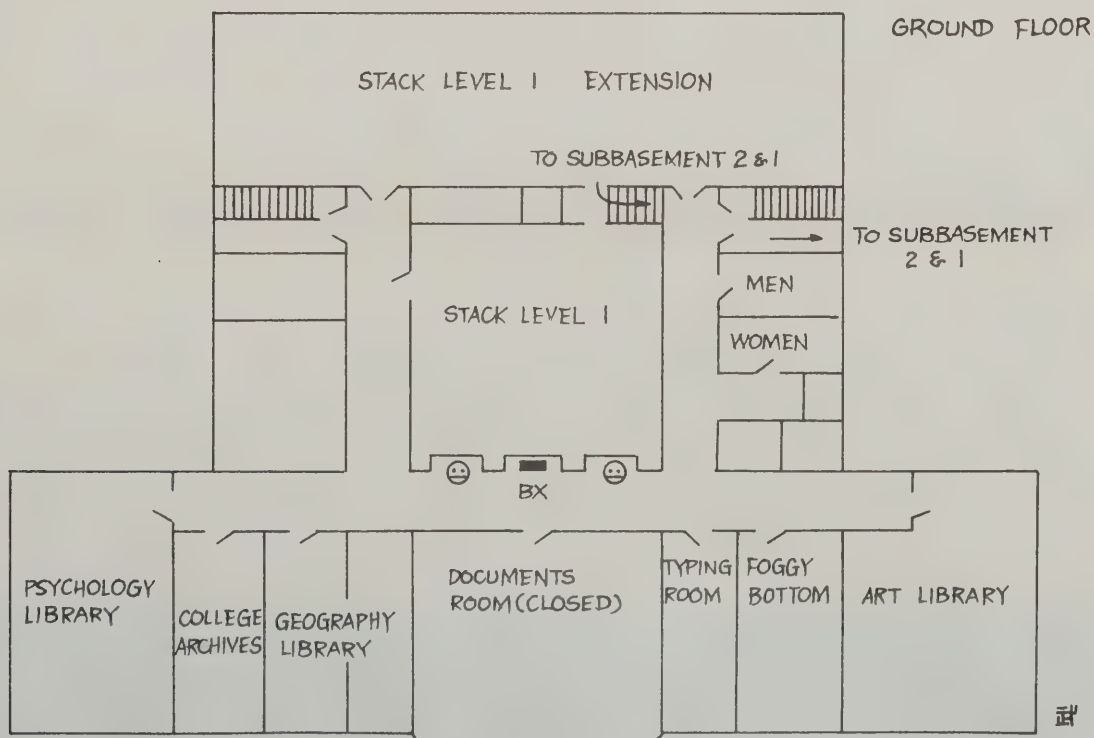 GROUND FLOOR
STACK LEVEL 1 EXTENSION
TO SUBBASEMENT 2 & 1
TO SUBBASEMENT
2 & 1
MEN
STACK LEVEL 1
WOMEN
BX
PSYCHOLOGY
LIBRARY
COLLEGE
ARCHIVES
GEOGRAPHY
LIBRARY
DOCUMENTS
ROOM (CLOSED)
TYPING
ROOM
FOGGY
BOTTOM
ART LIBRARY